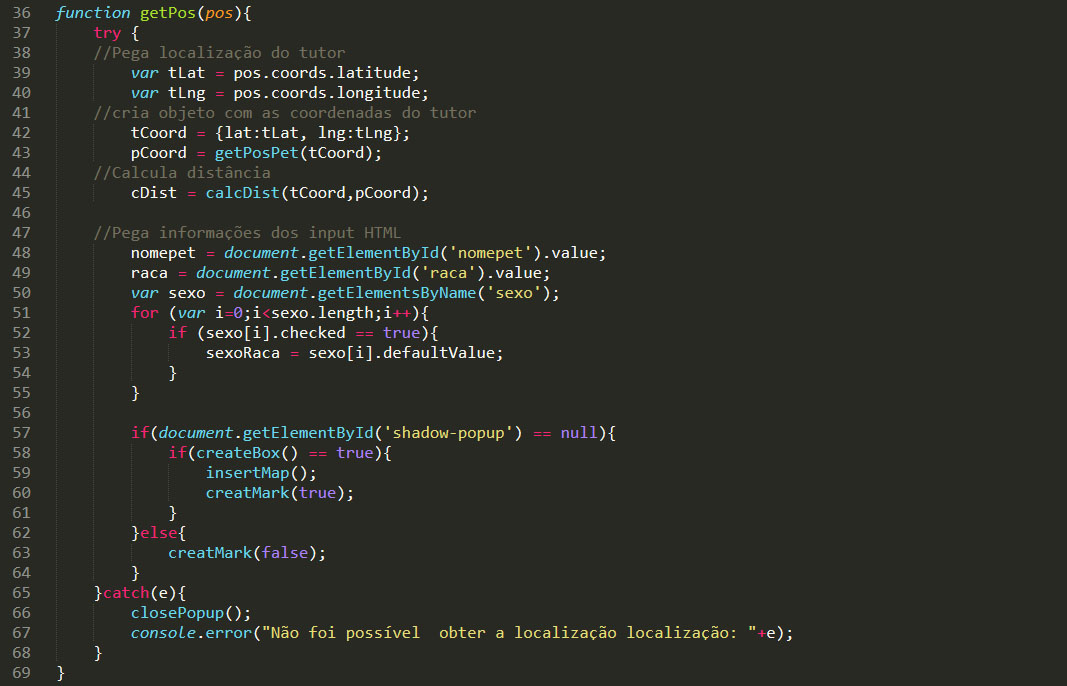 36 function getPos(pos){
37     try {
38     //Pega localização do tutor
39         var tLat = pos.coords.latitude;
40         var tLng = pos.coords.longitude;
41     //cria objeto com as coordenadas do tutor
42         tCoord = {lat:tLat, lng:tLng};
43         pCoord = getPosPet(tCoord);
44     //Calcula distância
45         cDist = calcDist(tCoord,pCoord);
46
47     //Pega informações dos input HTML
48         nomepet = document.getElementById('nomepet').value;
49         raca = document.getElementById('raca').value;
50         var sexo = document.getElementsByName('sexo');
51         for (var i=0;i<sexo.length;i++){
52             if (sexo[i].checked == true){
53                 sexoRaca = sexo[i].defaultValue;
54             }
55         }
56
57         if(document.getElementById('shadow-popup') == null){
58             if(createBox() == true){
59                 insertMap();
60                 creatMark(true);
61             }
62         }else{
63             creatMark(false);
64         }
65     }catch(e){
66         closePopup();
67         console.error("Não foi possível  obter a localização localização: "+e);
68     }
69 }